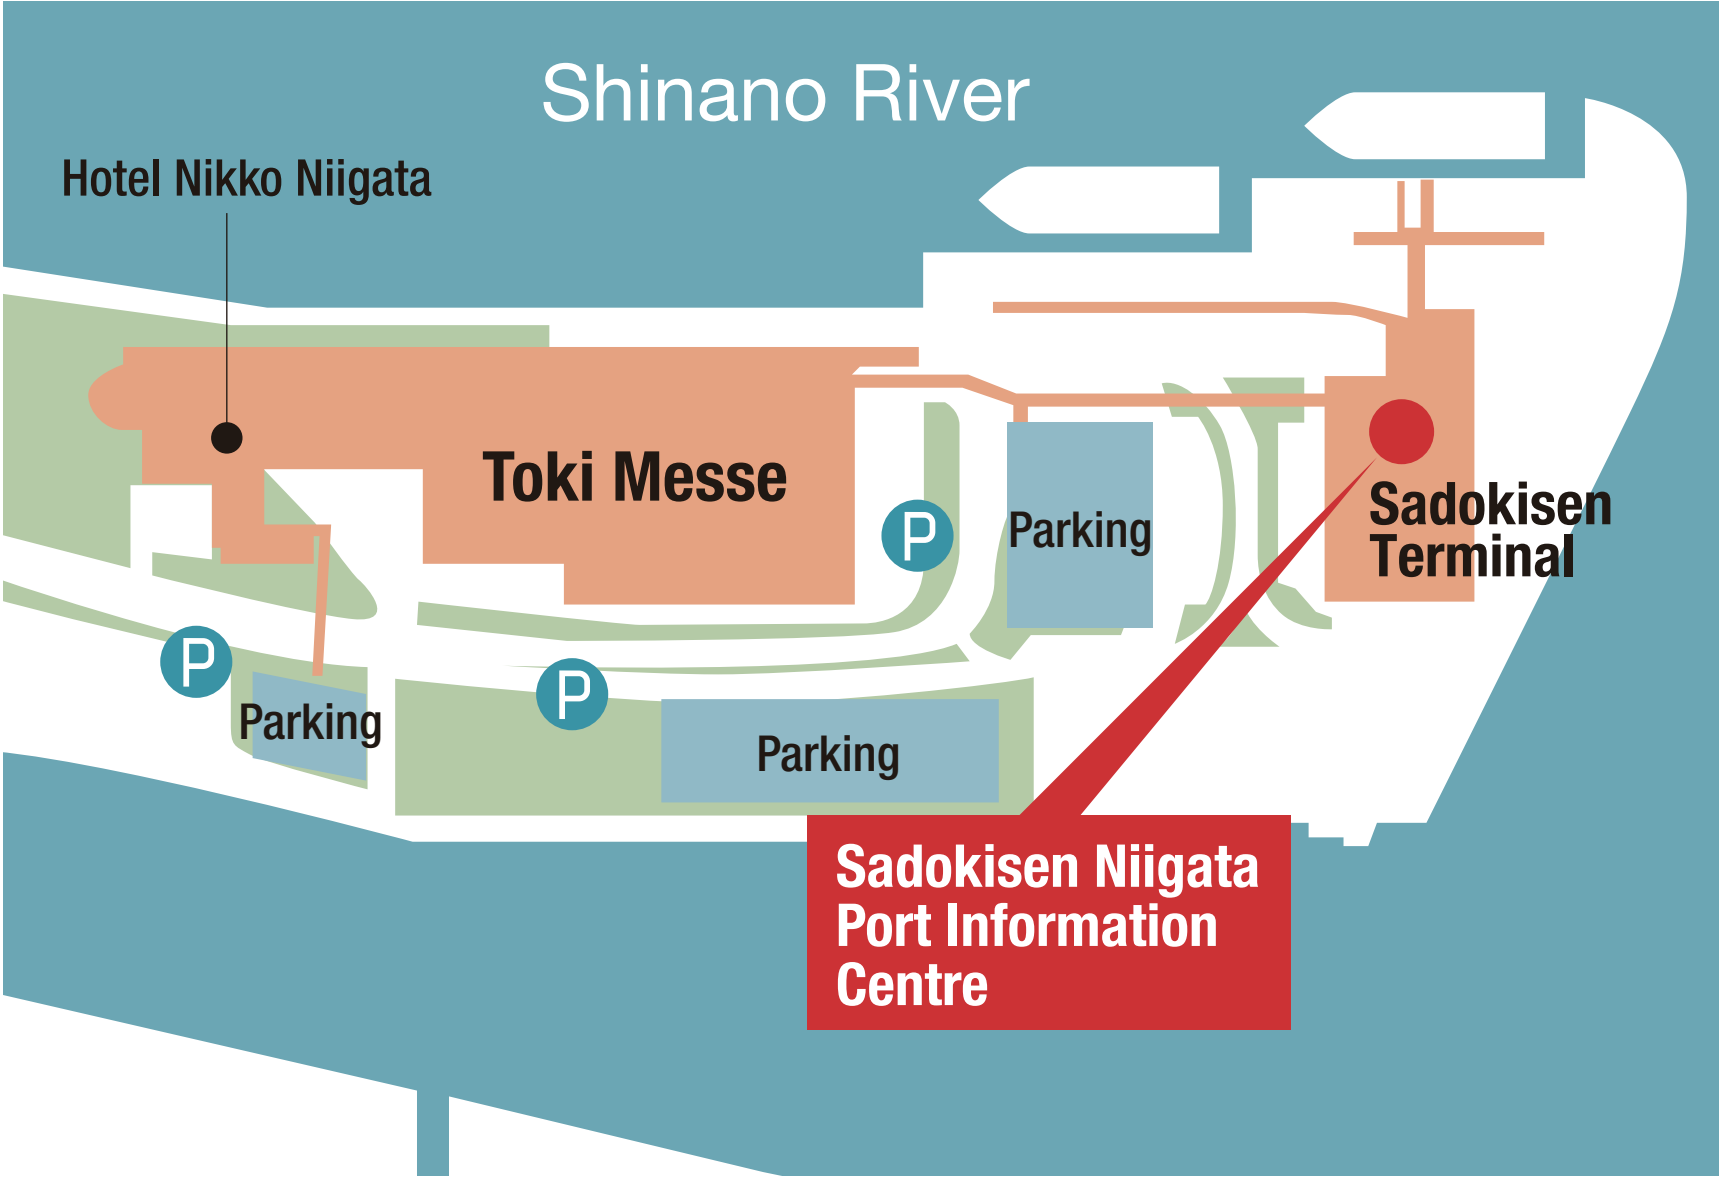 Shinano River
Hotel Nikko Niigata
Toki Messe
P
Parking
Sadokisen
Terminal
P
P
Parking
Parking
Sadokisen Niigata
Port Information
Centre